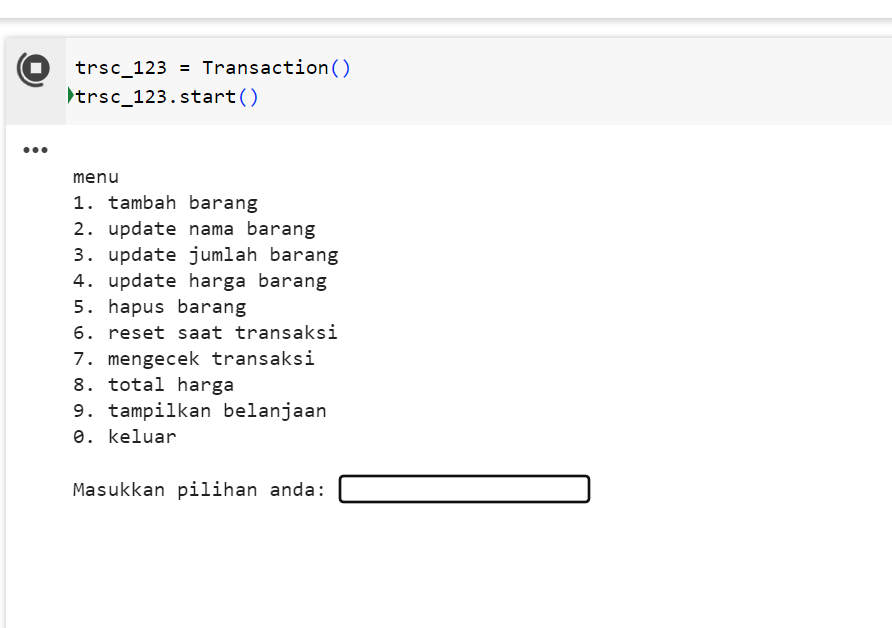 trsc_123 = Transaction()
trsc_123.start()
menu
1. tambah barang
2. update nama barang
3. update jumlah barang
4. update harga barang
5. hapus barang
6. reset saat transaksi
7. mengecek transaksi
8. total harga
9. tampilkan belanjaan
0. keluar
Masukkan pilihan anda: